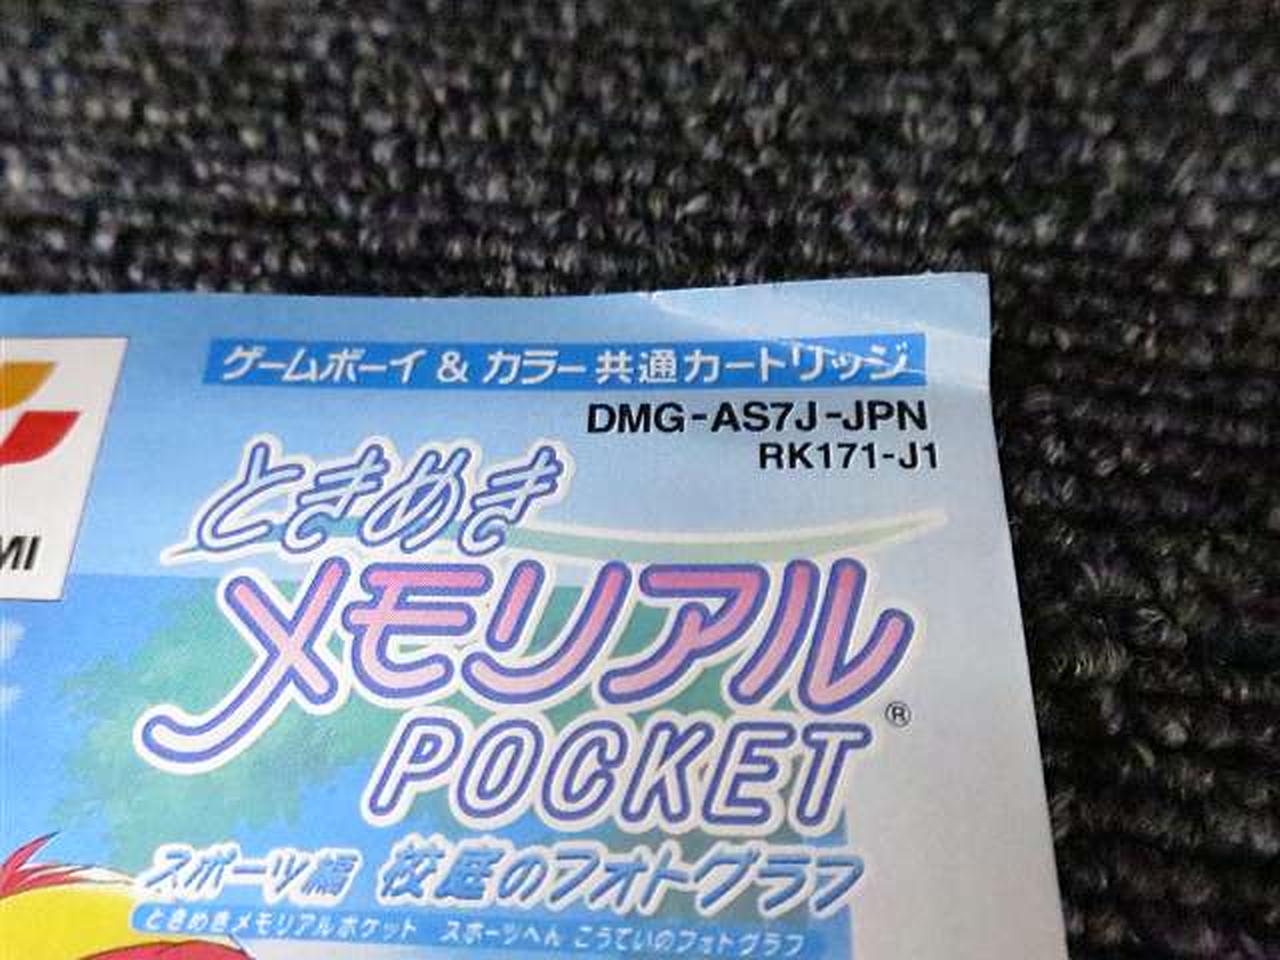 ゲームボーイ & カラー共通カートリッジ
DMG-AS7J-JPN
RK171-J1
MI
ときめき
メモリアル
POCKET®
スポーツ編 校庭のフォトグラフ
ときめきメモリアルポケット スポーツへん こうていのフォトグラフ